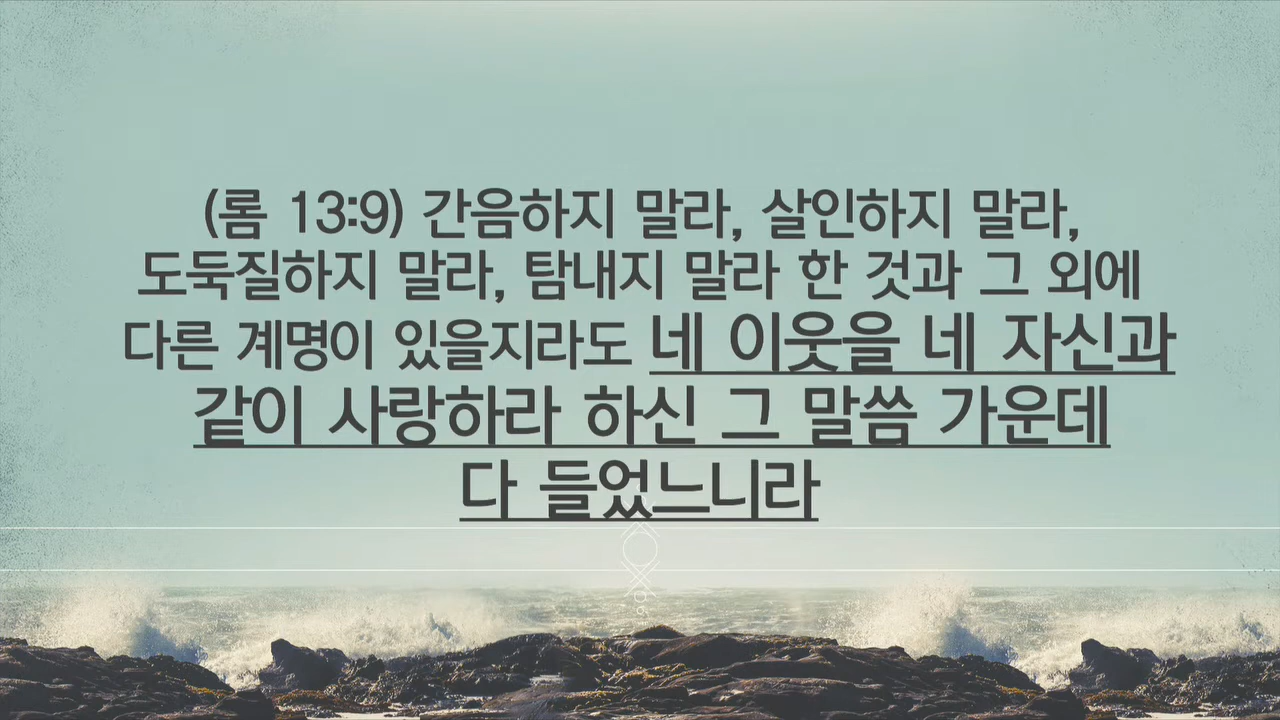 (롬 13:9) 간음하지 말라, 살인하지 말라,
도둑질하지 말라, 탐내지 말라 한 것과 그 외에
다른 계명이 있을지라도 네 이웃을 네 자신과
같이 사랑하라 하신 그 말씀 가운데
다 들었느니라